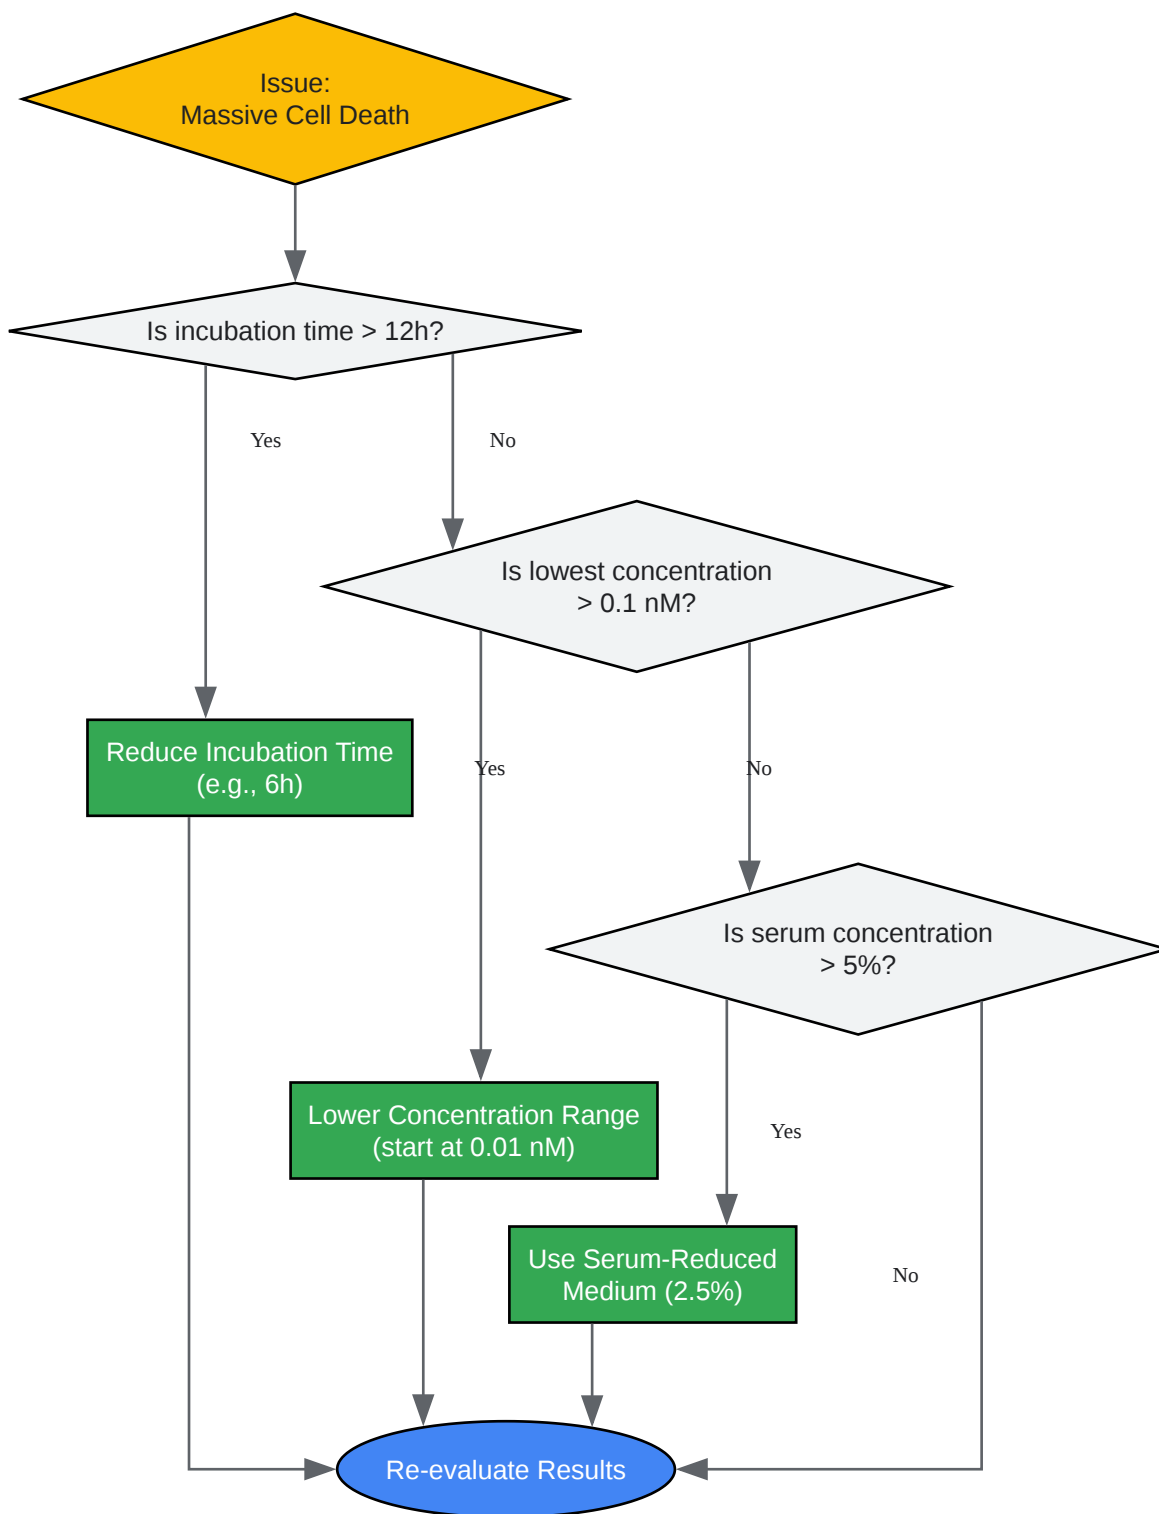 Issue:
Massive Cell Death
Is incubation time > 12h?
Yes
No
Is lowest concentration
> 0.1 nM?
Reduce Incubation Time
(e.g., 6h)
Yes
No
Is serum concentration
> 5%?
Lower Concentration Range
(start at 0.01 nM)
Yes
Use Serum-Reduced
Medium (2.5%)
No
Re-evaluate Results